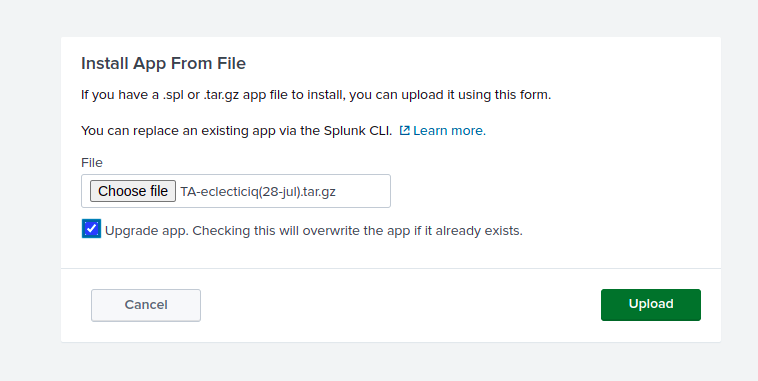 Install App From File
If you have a .spl or .tar.gz app file to install, you can upload it using this form.
You can replace an existing app via the Splunk CLI. Learn more.
File
Choose file TA-eclecticiq(28-jul).tar.gz
Upgrade app. Checking this will overwrite the app if it already exists.
Cancel Upload